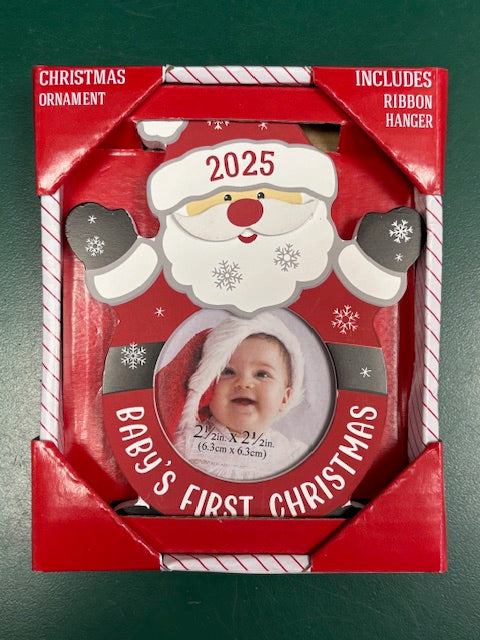 CHRISTMAS
ORNAMENT
INCLUDES
RIBBON
HANGER
2025
2½in. x 2½in.
(6.3cm x 6.3cm)
BABY'S FIRST CHRISTMAS